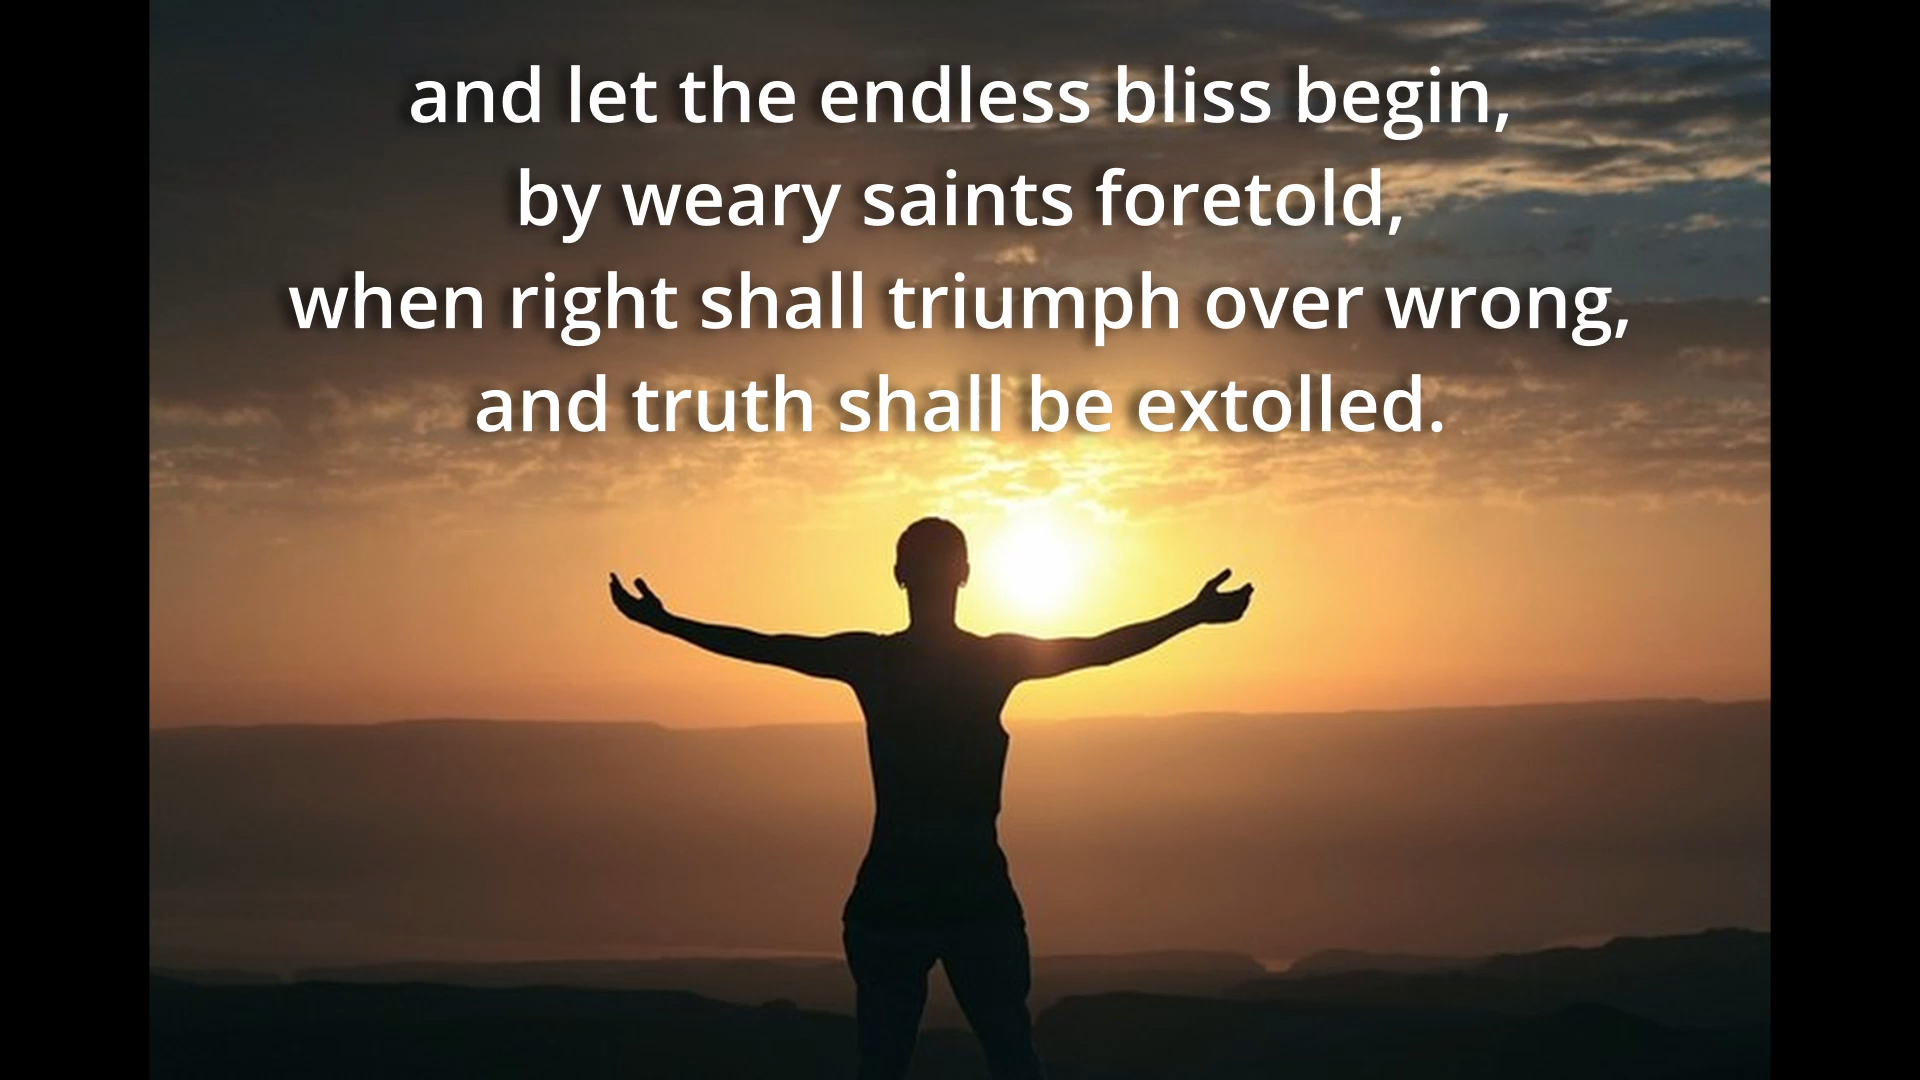 and let the endless bliss begin,
by weary saints foretold,
when right shall triumph over wrong,
and truth shall be extolled.